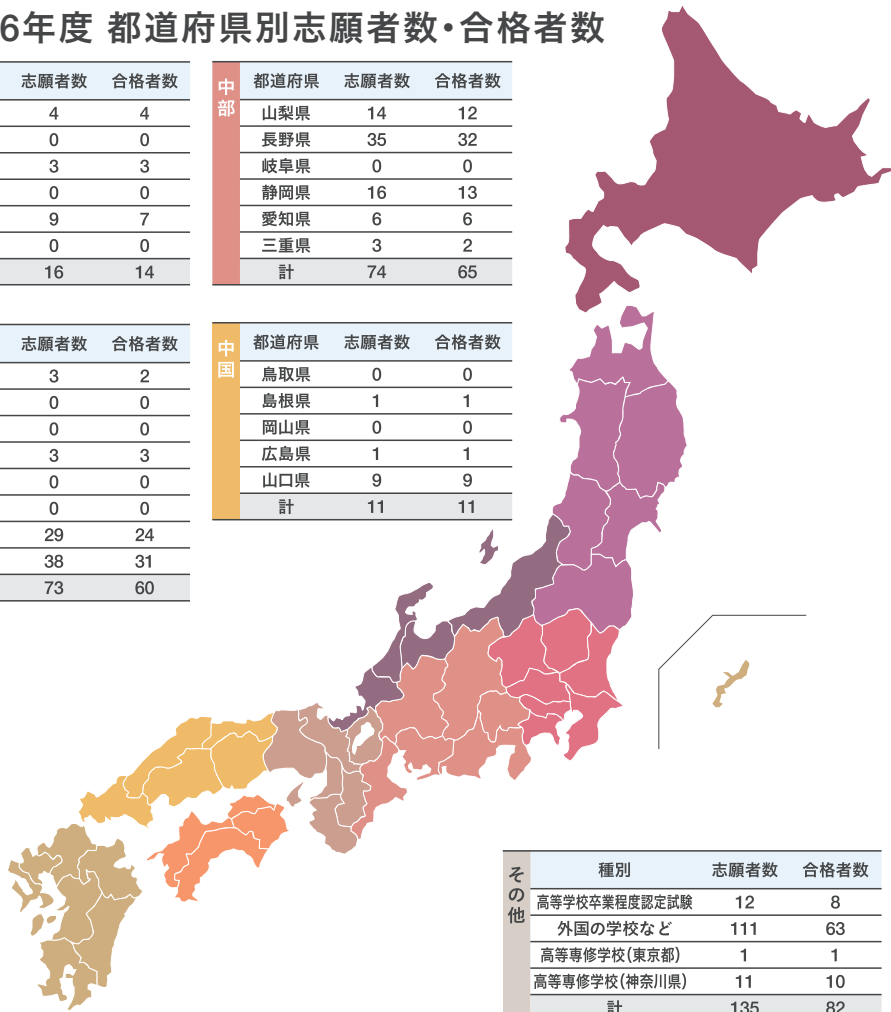 6年度 都道府県別志願者数・合格者数
志願者数 合格者数
4 4
0 0
3 3
0 0
9 7
0 0
16 14
中部
都道府県 志願者数 合格者数
山梨県 14 12
長野県 35 32
岐阜県 0 0
静岡県 16 13
愛知県 6 6
三重県 3 2
計 74 65
志願者数 合格者数
3 2
0 0
0 0
3 3
0 0
0 0
29 24
38 31
73 60
中国
都道府県 志願者数 合格者数
鳥取県 0 0
島根県 1 1
岡山県 0 0
広島県 1 1
山口県 9 9
計 11 11
その他
種別 志願者数 合格者数
高等学校卒業程度認定試験 12 8
外国の学校など 111 63
高等専修学校(東京都) 1 1
高等専修学校(神奈川県) 11 10
計 135 82